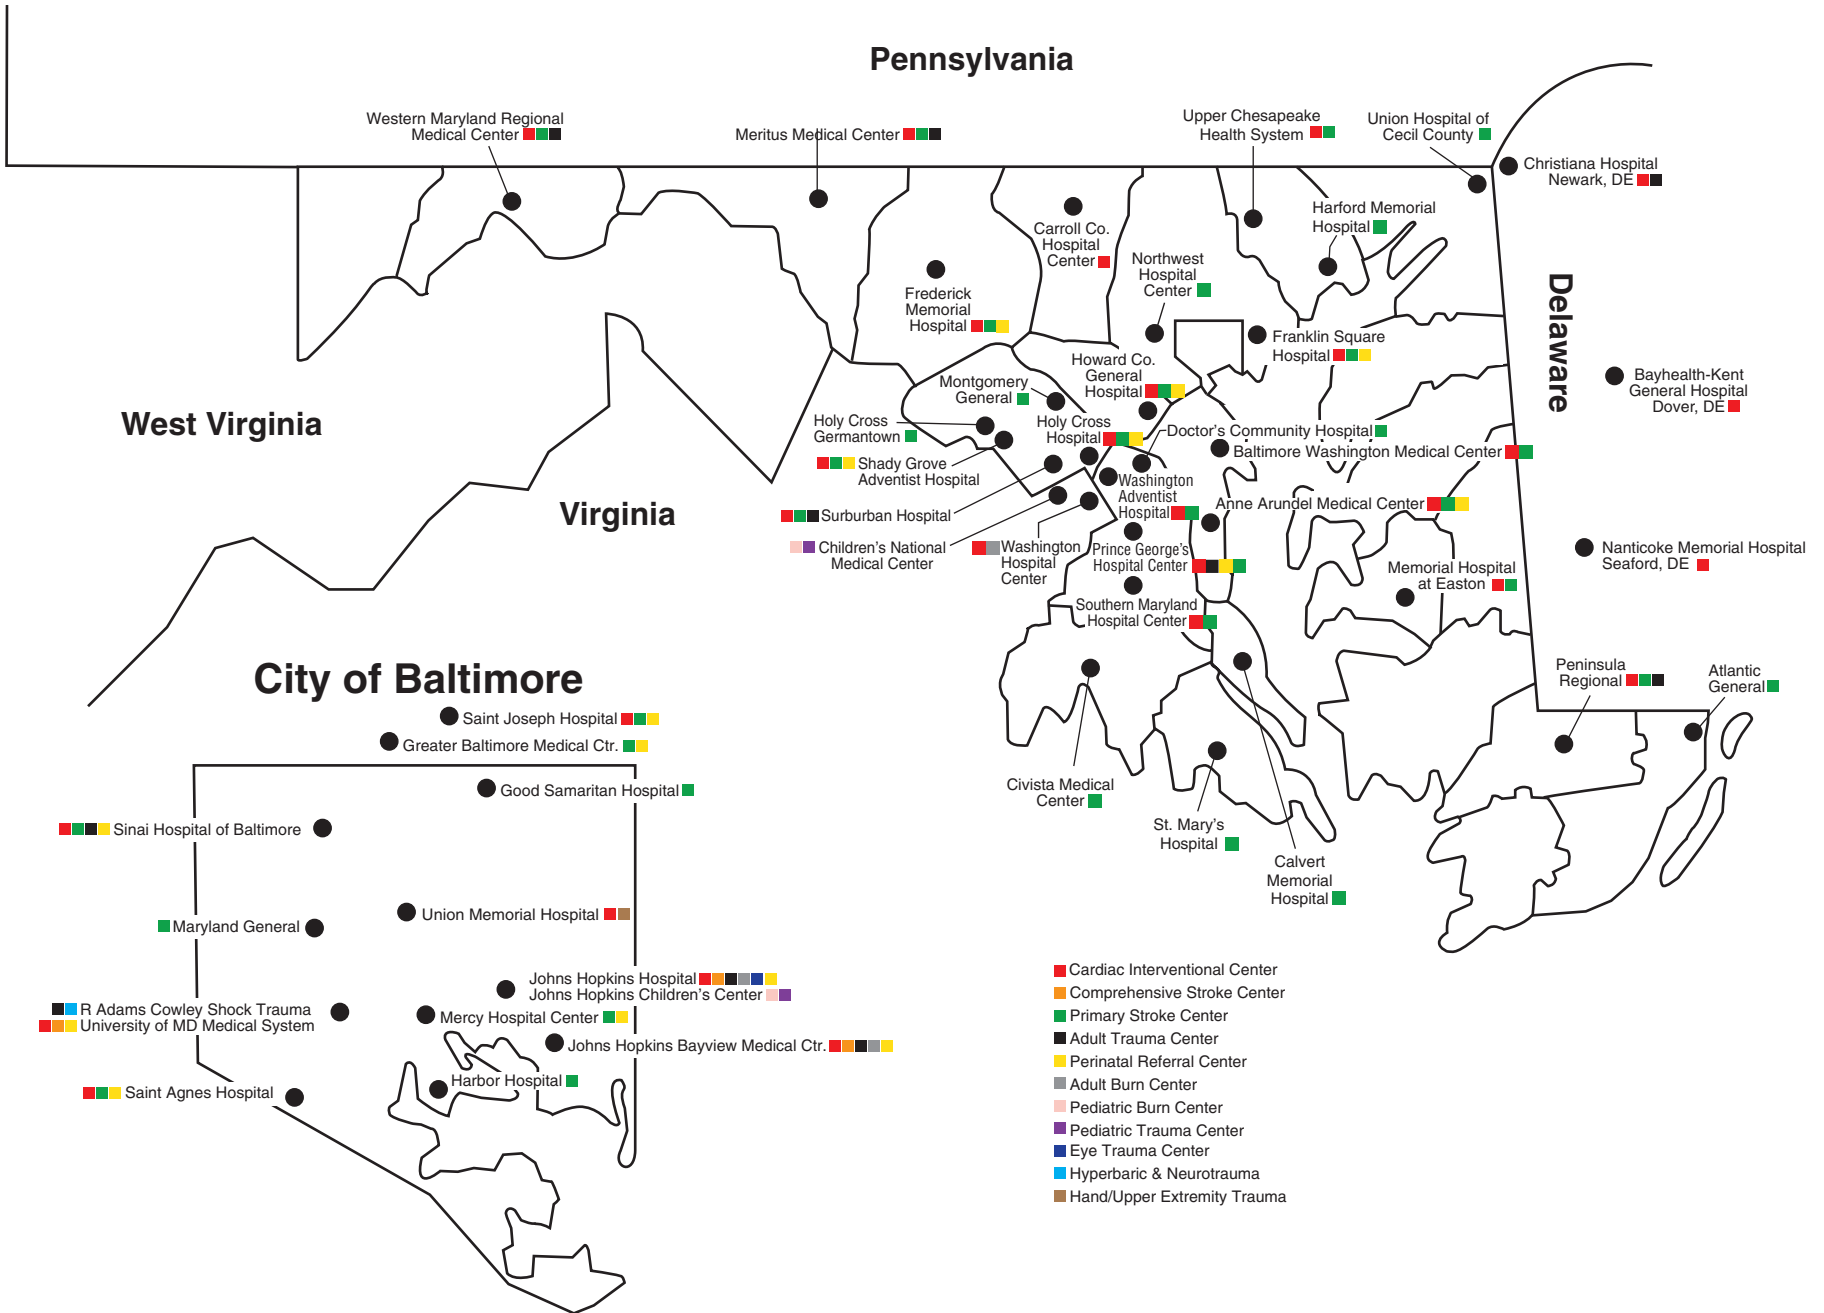 Pennsylvania
Western Maryland Regional
Medical Center
Meritus Medical Center
Upper Chesapeake
Health System
Union Hospital of
Cecil County
Christiana Hospital
Newark, DE
Harford Memorial
Hospital
Carroll Co.
Hospital
Center
Northwest
Hospital
Center
Frederick
Memorial
Hospital
Delaware
Franklin Square
Hospital
Howard Co.
General
Hospital
Montgomery
General
Bayhealth-Kent
General Hospital
Dover, DE
West Virginia
Holy Cross
Germantown
Holy Cross
Hospital
Doctor's Community Hospital
Baltimore Washington Medical Center
Shady Grove
Adventist Hospital
Washington
Adventist
Hospital
Anne Arundel Medical Center
Virginia
Surburban Hospital
Children's National
Medical Center
Washington
Hospital
Center
Prince George's
Hospital Center
Nanticoke Memorial Hospital
Seaford, DE
Memorial Hospital
at Easton
Southern Maryland
Hospital Center
Peninsula
Regional
Atlantic
General
Civista Medical
Center
St. Mary's
Hospital
Calvert
Memorial
Hospital
City of Baltimore
Saint Joseph Hospital
Greater Baltimore Medical Ctr.
Good Samaritan Hospital
Sinai Hospital of Baltimore
Union Memorial Hospital
Maryland General
Johns Hopkins Hospital
Johns Hopkins Children's Center
R Adams Cowley Shock Trauma
University of MD Medical System
Mercy Hospital Center
Johns Hopkins Bayview Medical Ctr.
Harbor Hospital
Saint Agnes Hospital
Cardiac Interventional Center
Comprehensive Stroke Center
Primary Stroke Center
Adult Trauma Center
Perinatal Referral Center
Adult Burn Center
Pediatric Burn Center
Pediatric Trauma Center
Eye Trauma Center
Hyperbaric & Neurotrauma
Hand/Upper Extremity Trauma